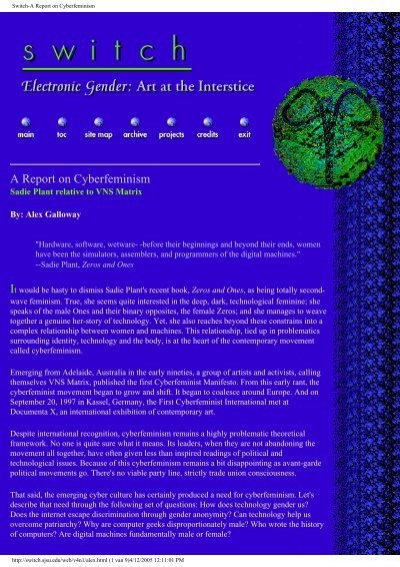 Switch-A Report on Cyberfeminism
switch
Electronic Gender: Art at the Interstice
main toc site map archive projects credits exit
A Report on Cyberfeminism
Sadie Plant relative to VNS Matrix
By: Alex Galloway
"Hardware, software, wetware- -before their beginnings and beyond their ends, women
have been the simulators, assemblers, and programmers of the digital machines."
--Sadie Plant, Zeros and Ones
It would be hasty to dismiss Sadie Plant's recent book, Zeros and Ones, as being totally second-
wave feminism. True, she seems quite interested in the deep, dark, technological feminine; she
speaks of the male Ones and their binary opposites, the female Zeros; and she manages to weave
together a genuine her-story of technology. Yet, she also reaches beyond these constraints into a
complex relationship between women and machines. This relationship, tied up in problematics
surrounding identity, technology and the body, is at the heart of the contemporary movement
called cyberfeminism.
Emerging from Adelaide, Australia in the early nineties, a group of artists and activists, calling
themselves VNS Matrix, published the first Cyberfeminist Manifesto. From this early rant, the
cyberfeminist movement began to grow and shift. It began to coalesce around Europe. And on
September 20, 1997 in Kassel, Germany, the First Cyberfeminist International met at
Documenta X, an international exhibition of contemporary art.
Despite international recognition, cyberfeminism remains a highly problematic theoretical
framework. No one is quite sure what it means. Its leaders, when they are not abandoning the
movement all together, have often given less than inspired readings of political and
technological issues. Because of this cyberfeminism remains a bit disappointing as avant-garde
political movements go. There's no viable party line, strictly trade union consciousness.
That said, the emerging cyber culture has certainly produced a need for cyberfeminism. Let's
describe that need through the following set of questions: How does technology gender us?
Does the internet escape discrimination through gender anonymity? Can technology help us
overcome patriarchy? Why are computer geeks disproportionately male? Who wrote the history
of computers? Are digital machines fundamentally male or female?
http://switch.sjsu.edu/web/v4n1/alex.html (1 van 9)4/12/2005 12:11:01 PM